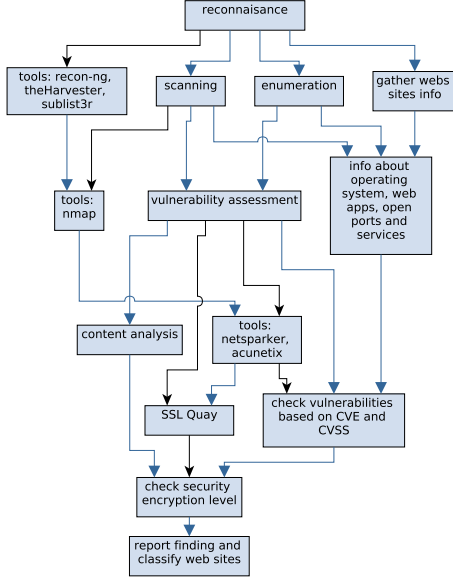 reconnaisance
tools: recon-ng,
theHarvester,
sublist3r
scanning
enumeration
gather webs
sites info
tools:
nmap
vulnerability assessment
info about
operating
system, web
apps, open
ports and
services
content analysis
tools:
netsparker,
acunetix
SSL Quay
check vulnerabilities
based on CVE and
CVSS
check security
encryption level
report finding and
classify web sites